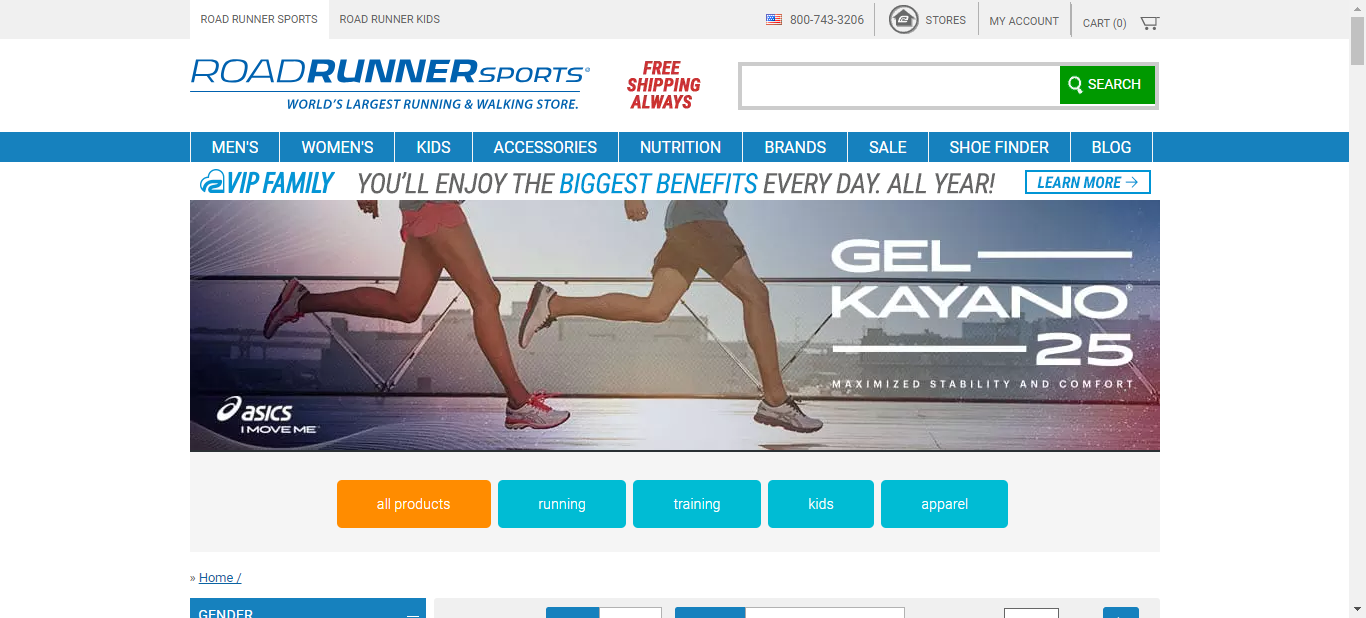 ROAD RUNNER SPORTS
ROAD RUNNER KIDS
800-743-3206
STORES
MY ACCOUNT
CART (0)
ROADRUNNERSPORTS®
WORLD'S LARGEST RUNNING & WALKING STORE.
FREE
SHIPPING
ALWAYS
SEARCH
MEN'S
WOMEN'S
KIDS
ACCESSORIES
NUTRITION
BRANDS
SALE
SHOE FINDER
BLOG
VIP FAMILY
YOU'LL ENJOY THE BIGGEST BENEFITS EVERY DAY. ALL YEAR!
LEARN MORE →
GEL
KAYANO®
25
MAXIMIZED STABILITY AND COMFORT
asics
I MOVE ME™
all products
running
training
kids
apparel
» Home /
GENDER